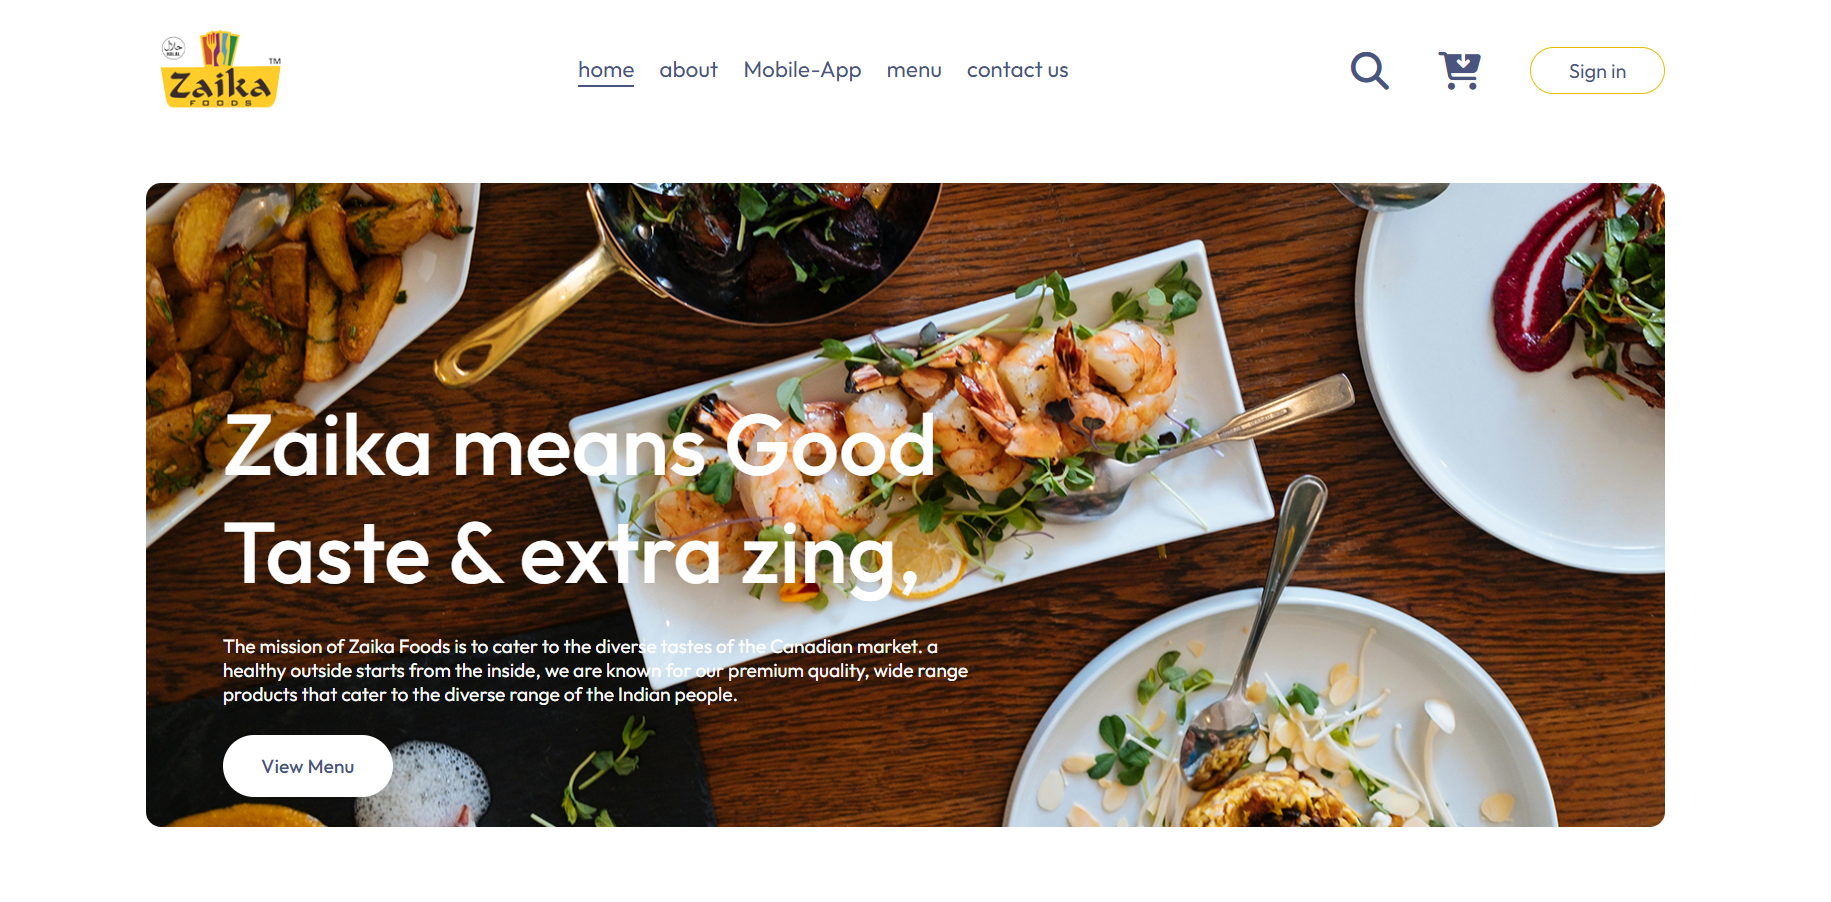 حلال
HALAL
Zaika
FOODS
TM
home about Mobile-App menu contact us
Sign in
Zaika means Good
Taste & extra zing,
The mission of Zaika Foods is to cater to the diverse tastes of the Canadian market. a
healthy outside starts from the inside, we are known for our premium quality, wide range
products that cater to the diverse range of the Indian people.
View Menu